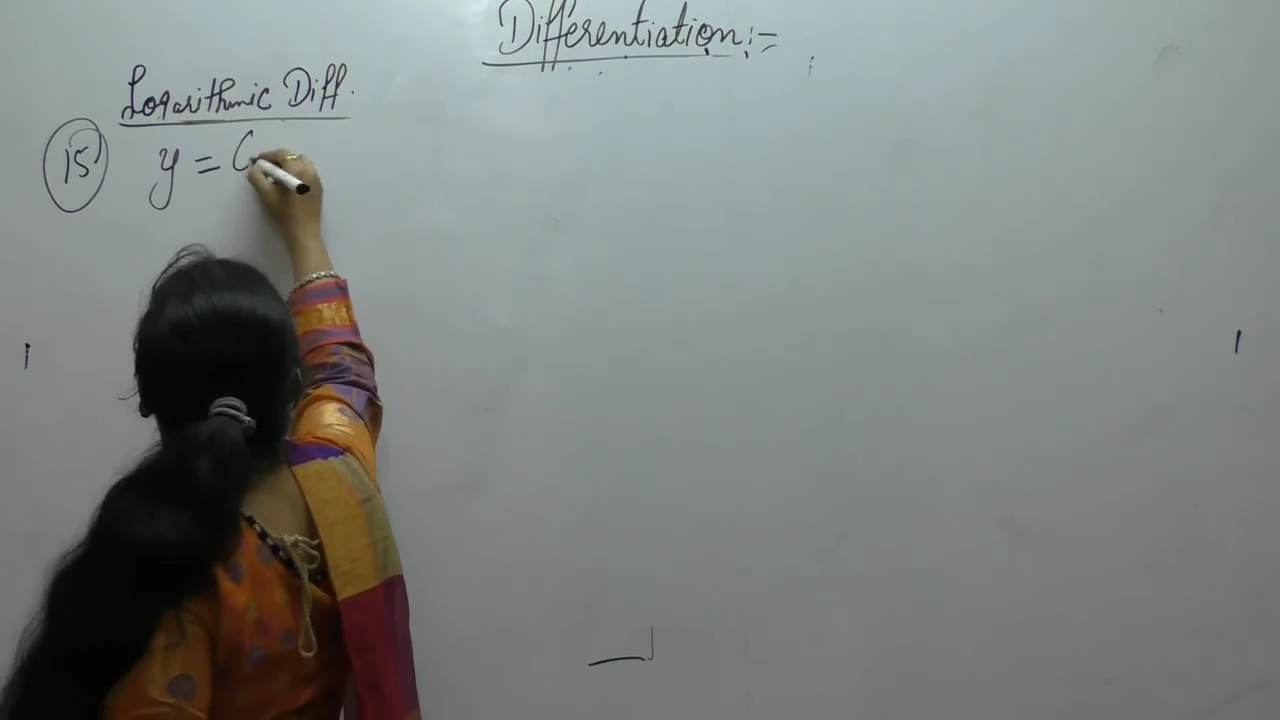 Differentiation :-
Logarithmic Diff.
15 y = (